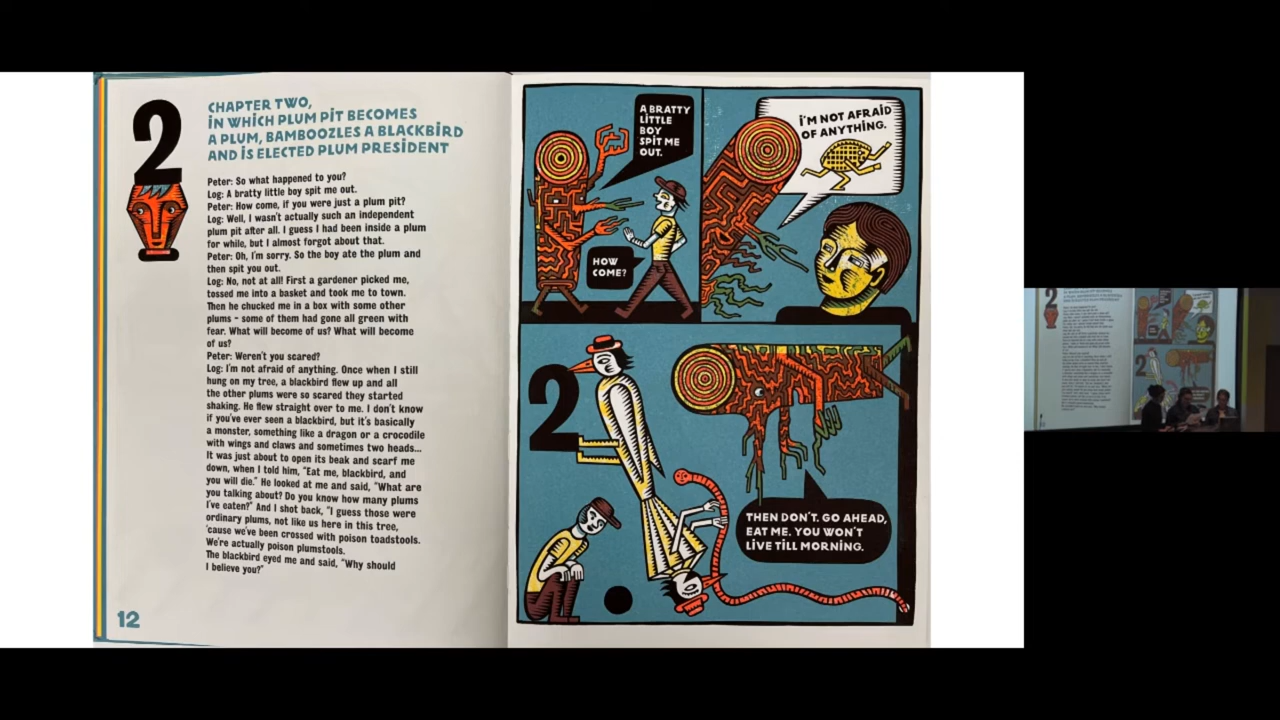 2
CHAPTER TWO,
IN WHICH PLUM PIT BECOMES
A PLUM, BAMBOOZLES A BLACKBIRD
AND IS ELECTED PLUM PRESIDENT
Peter: So what happened to you?
Log: A bratty little boy spit me out.
Peter: How come, if you were just a plum pit?
Log: Well, I wasn't actually such an independent
plum pit after all. I guess I had been inside a plum
for while, but I almost forgot about that.
Peter: Oh, I'm sorry. So the boy ate the plum and
then spit you out.
Log: No, not at all! First a gardener picked me,
tossed me into a basket and took me to town.
Then he chucked me in a box with some other
plums – some of them had gone all green with
fear. What will become of us? What will become
of us?
Peter: Weren't you scared?
Log: I'm not afraid of anything. Once when I still
hung on my tree, a blackbird flew up and all
the other plums were so scared they started
shaking. He flew straight over to me. I don't know
if you've ever seen a blackbird, but it's basically
a monster, something like a dragon or a crocodile
with wings and claws and sometimes two heads...
It was just about to open its beak and scarf me
down, when I told him, "Eat me, blackbird, and
you will die." He looked at me and said, "What are
you talking about? Do you know how many plums
I've eaten?" And I shot back, "I guess those were
ordinary plums, not like us here in this tree,
'cause we've been crossed with poison toadstools.
We're actually poison plumstools.
The blackbird eyed me and said, "Why should
I believe you?"
12
A BRATTY
LITTLE
BOY
SPIT ME
OUT.
HOW
COME?
I'M NOT AFRAID
OF ANYTHING.
2
THEN DON'T. GO AHEAD,
EAT ME. YOU WON'T
LIVE TILL MORNING.
2